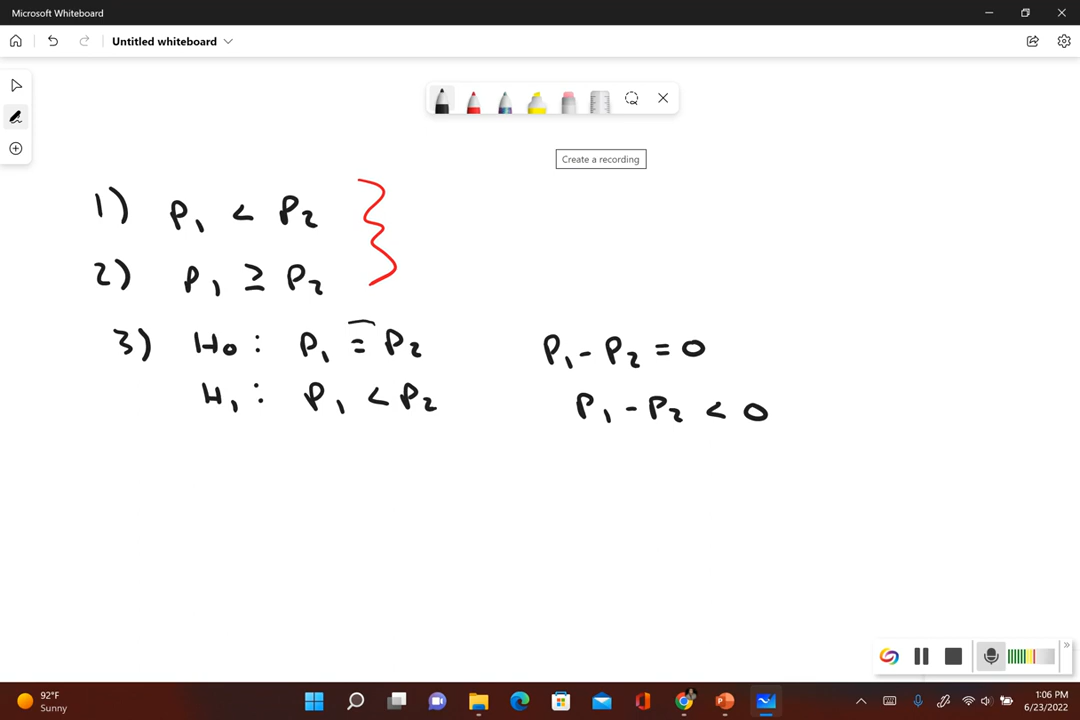 Microsoft Whiteboard
Untitled whiteboard
Create a recording
1) P₁ < P₂
2) P₁ ≥ P₂
3) H₀ : P₁ = P₂ P₁ - P₂ = 0
H₁ : P₁ < P₂ P₁ - P₂ < 0
92°F
Sunny
1:06 PM
6/23/2022